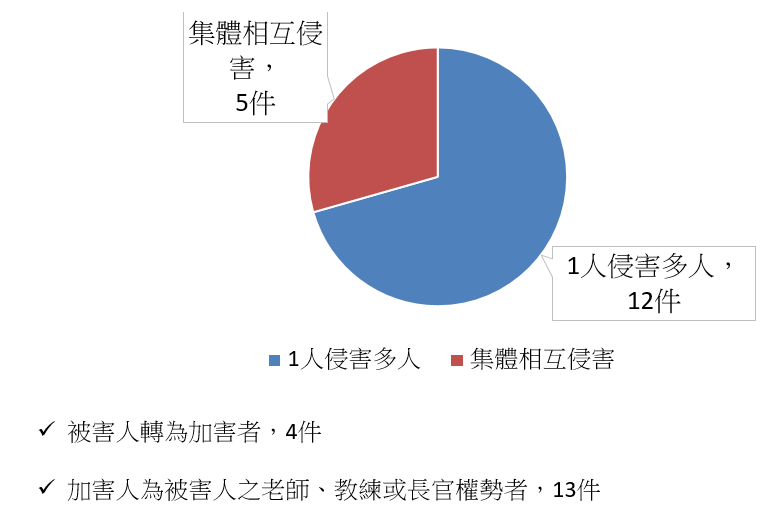 集體相互侵
害，
5件
1人侵害多人，
12件
1人侵害多人 集體相互侵害
✓ 被害人轉為加害者，4件
✓ 加害人為被害人之老師、教練或長官權勢者，13件